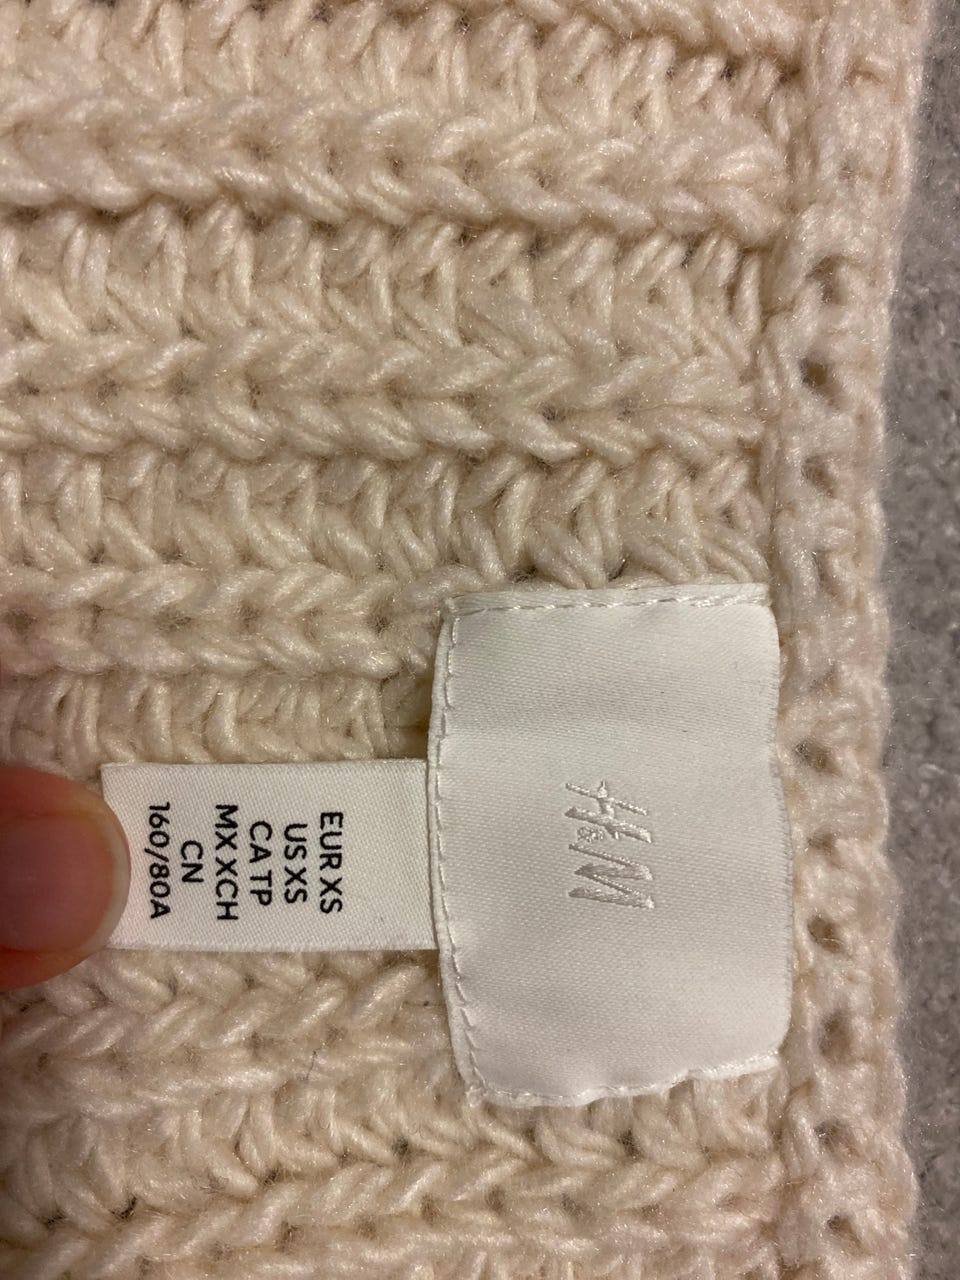 H&M
EUR XS
US XS
CA TP
MX XCH
CN
160/80A